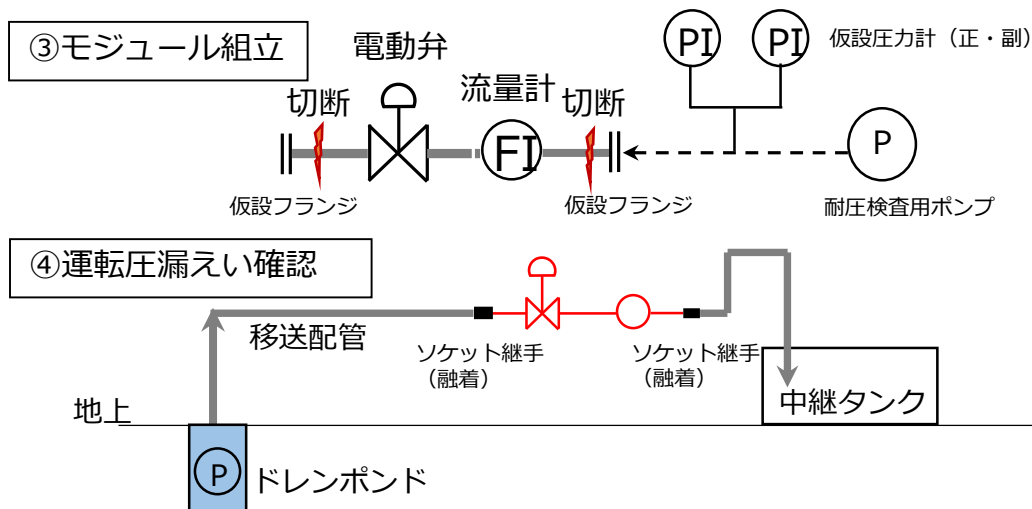 ③モジュール組立
電動弁
PI
PI
仮設圧力計（正・副）
切断
流量計
切断
FI
P
仮設フランジ
仮設フランジ
耐圧検査用ポンプ
④運転圧漏えい確認
移送配管
ソケット継手
（融着）
ソケット継手
（融着）
中継タンク
地上
P
ドレンポンド